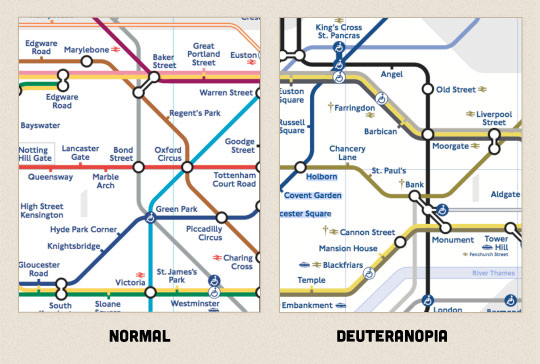 Edgware
Road
Marylebone
Baker
Street
Great
Portland
Street
Euston
Edgware
Road
Warren Street
Regent's Park
Bayswater
Notting
Hill Gate
Lancaster
Gate
Bond
Street
Oxford
Circus
Goodge
Street
Queensway
Marble
Arch
Tottenham
Court Road
High Street
Kensington
Green Park
Hyde Park Corner
Piccadilly
Circus
Knightsbridge
Charing
Cross
Gloucester
Road
Victoria
St. James's
Park
South
Sloane
Westminster
NORMAL
King's Cross
St. Pancras
Angel
Old Street
Euston
Square
Farringdon
Liverpool
Street
Russell
Square
Barbican
Moorgate
Chancery
Lane
Holborn
St. Paul's
Bank
Covent Garden
Aldgate
cester Square
Cannon Street
Monument
Tower
Hill
Fenchurch Street
Mansion House
Blackfriars
River Thames
Temple
Embankment
London
DEUTERANOPIA